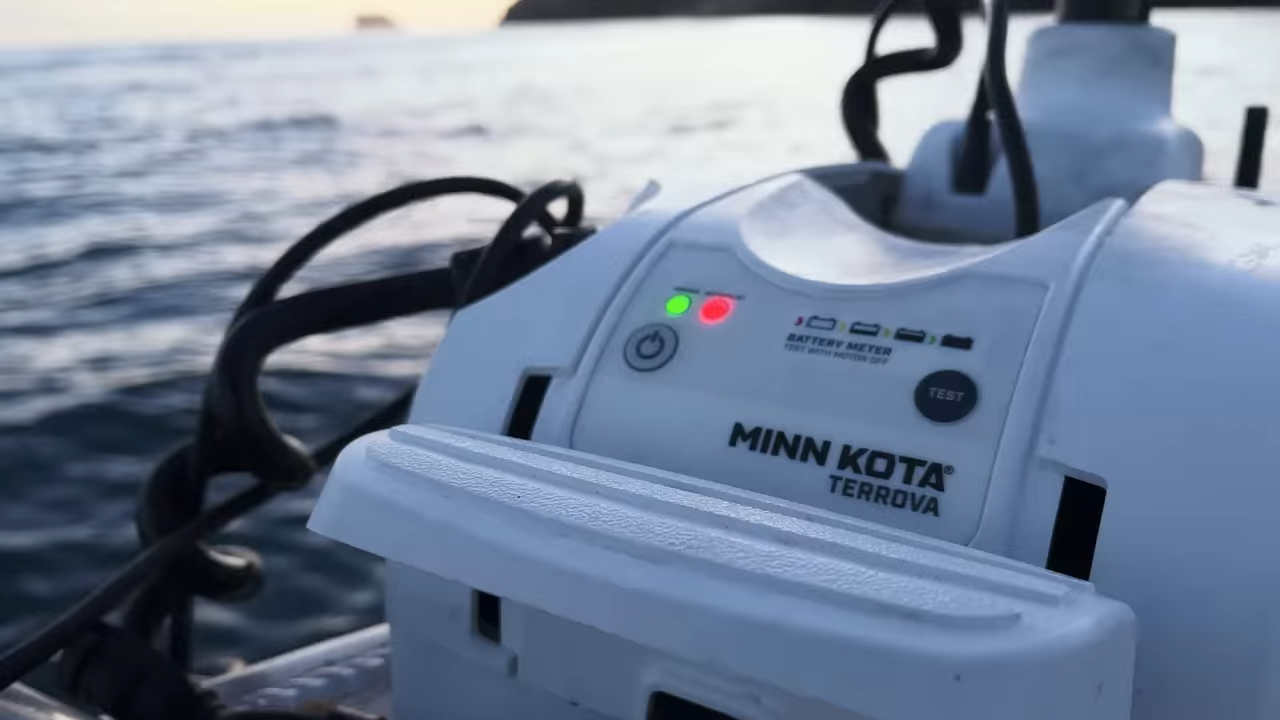 BATTERY METER
TEST WITH MOTOR OFF
TEST
MINN KOTA®
TERROVA